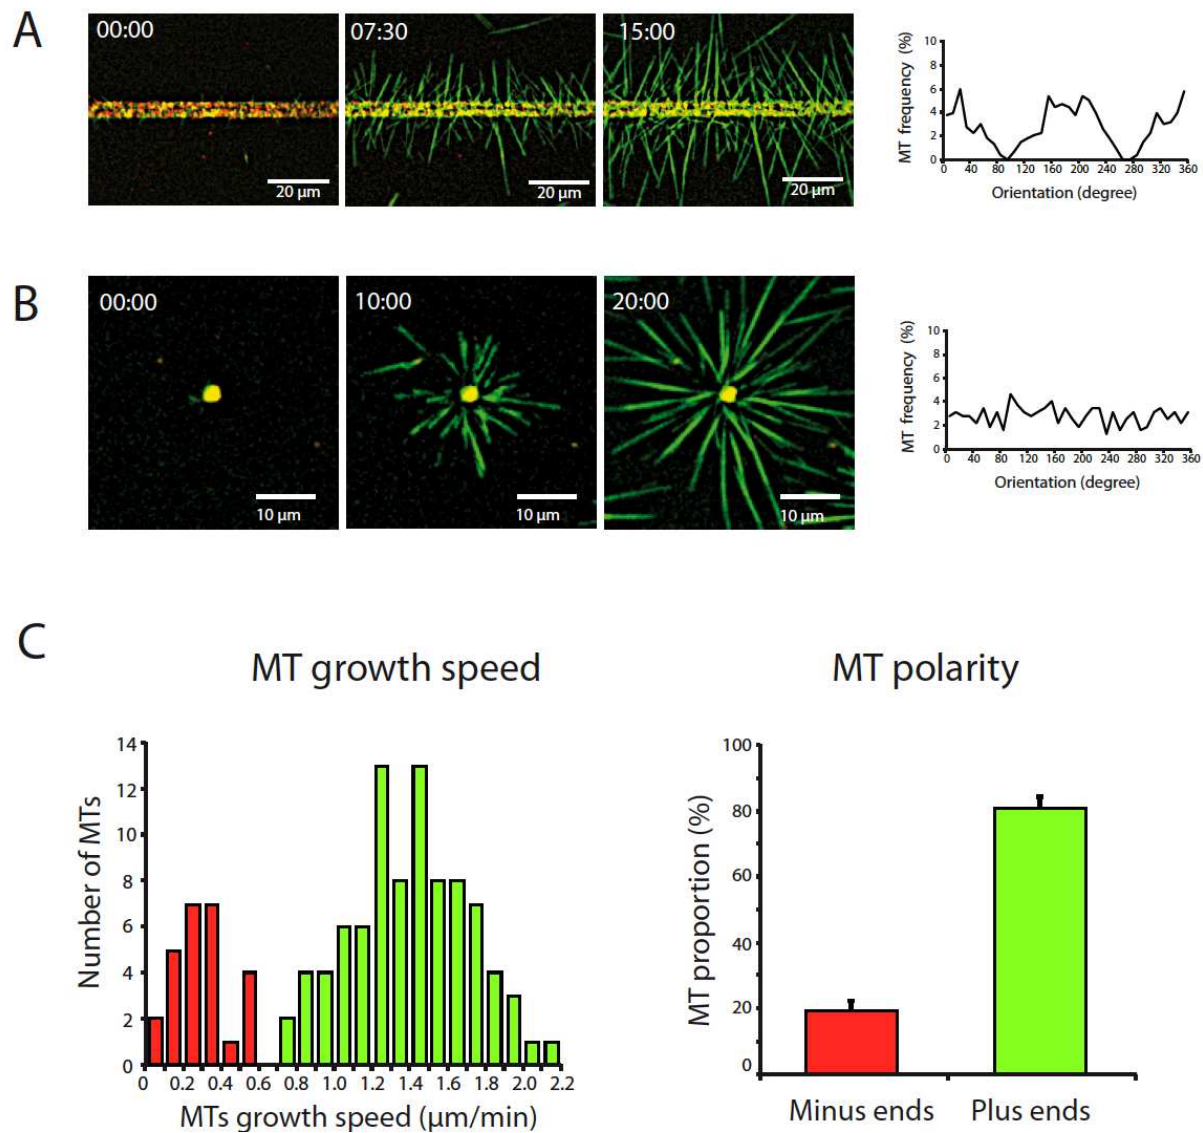 A
00:00
07:30
15:00
20 µm
20 µm
20 µm
MT frequency (%)
10
8
6
4
2
0
0 40 80 120 160 200 240 280 320 360
Orientation (degree)
B
00:00
10:00
20:00
10 µm
10 µm
10 µm
MT frequency (%)
10
8
6
4
2
0
0 40 80 120 160 200 240 280 320 360
Orientation (degree)
C
MT growth speed
Number of MTs
14
12
10
8
6
4
2
0
0 0.2 0.4 0.6 0.8 1.0 1.2 1.4 1.6 1.8 2.0 2.2
MTs growth speed (µm/min)
MT polarity
MT proportion (%)
100
80
60
40
20
0
Minus ends Plus ends